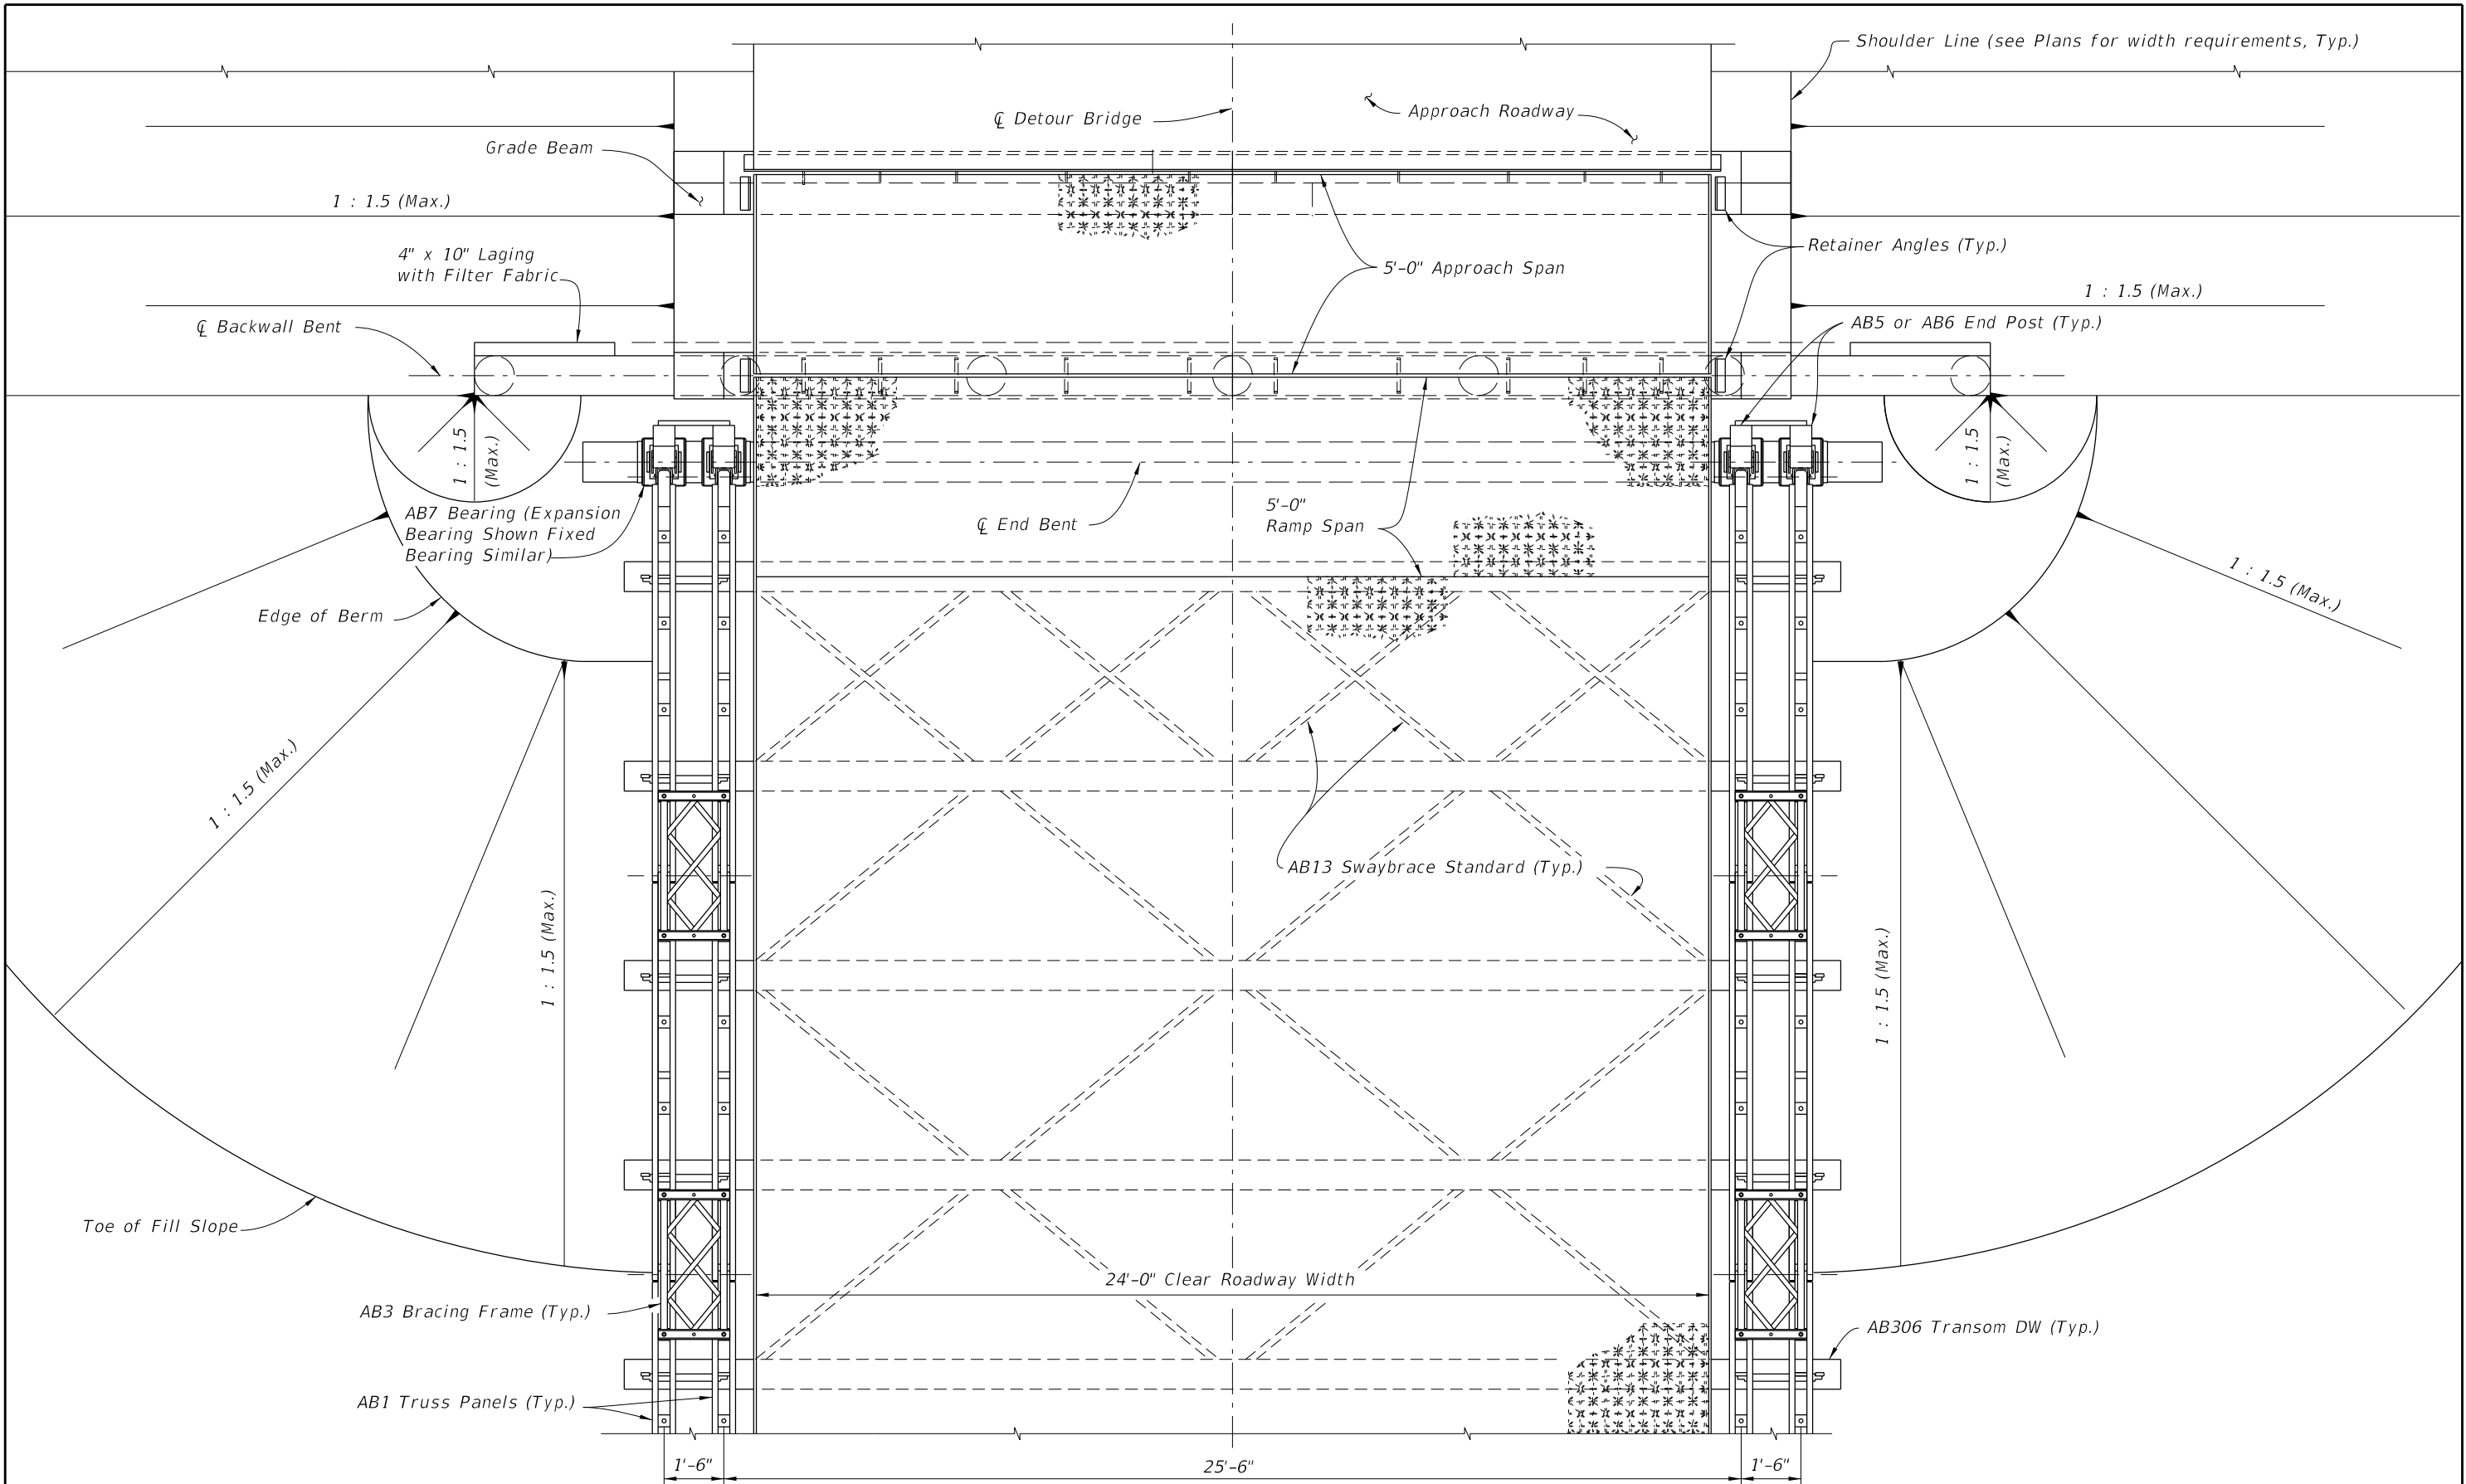 Shoulder Line (see Plans for width requirements, Typ.)
℄ Detour Bridge
Approach Roadway
Grade Beam
1 : 1.5 (Max.)
Retainer Angles (Typ.)
4" x 10" Laging
with Filter Fabric
5'-0" Approach Span
1 : 1.5 (Max.)
℄ Backwall Bent
AB5 or AB6 End Post (Typ.)
1 : 1.5
(Max.)
1 : 1.5
(Max.)
AB7 Bearing (Expansion
Bearing Shown Fixed
Bearing Similar)
℄ End Bent
5'-0"
Ramp Span
1 : 1.5 (Max.)
Edge of Berm
1 : 1.5 (Max.)
AB13 Swaybrace Standard (Typ.)
1 : 1.5 (Max.)
1 : 1.5 (Max.)
Toe of Fill Slope
24'-0" Clear Roadway Width
AB3 Bracing Frame (Typ.)
AB306 Transom DW (Typ.)
AB1 Truss Panels (Typ.)
1'-6"
25'-6"
1'-6"